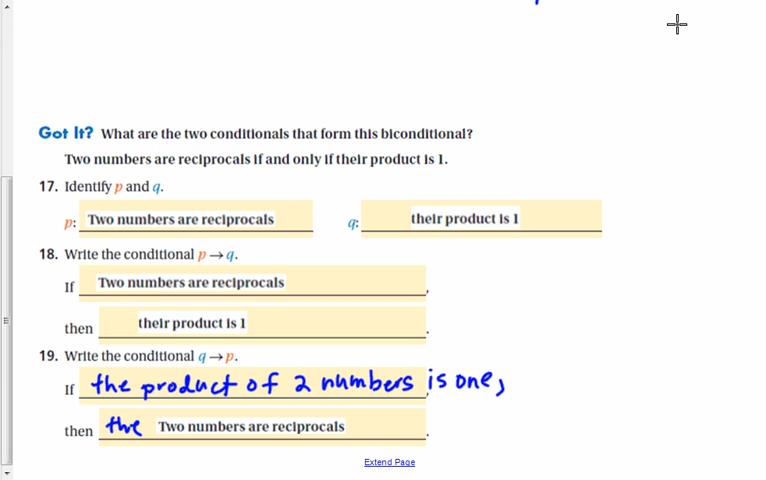 Got It? What are the two conditionals that form this biconditional?
Two numbers are reciprocals if and only if their product is 1.
17. Identify p and q.
p: Two numbers are reciprocals q: their product is 1
18. Write the conditional p → q.
If Two numbers are reciprocals ,
then their product is 1 .
19. Write the conditional q → p.
If the product of 2 numbers is one,
then the Two numbers are reciprocals .
Extend Page